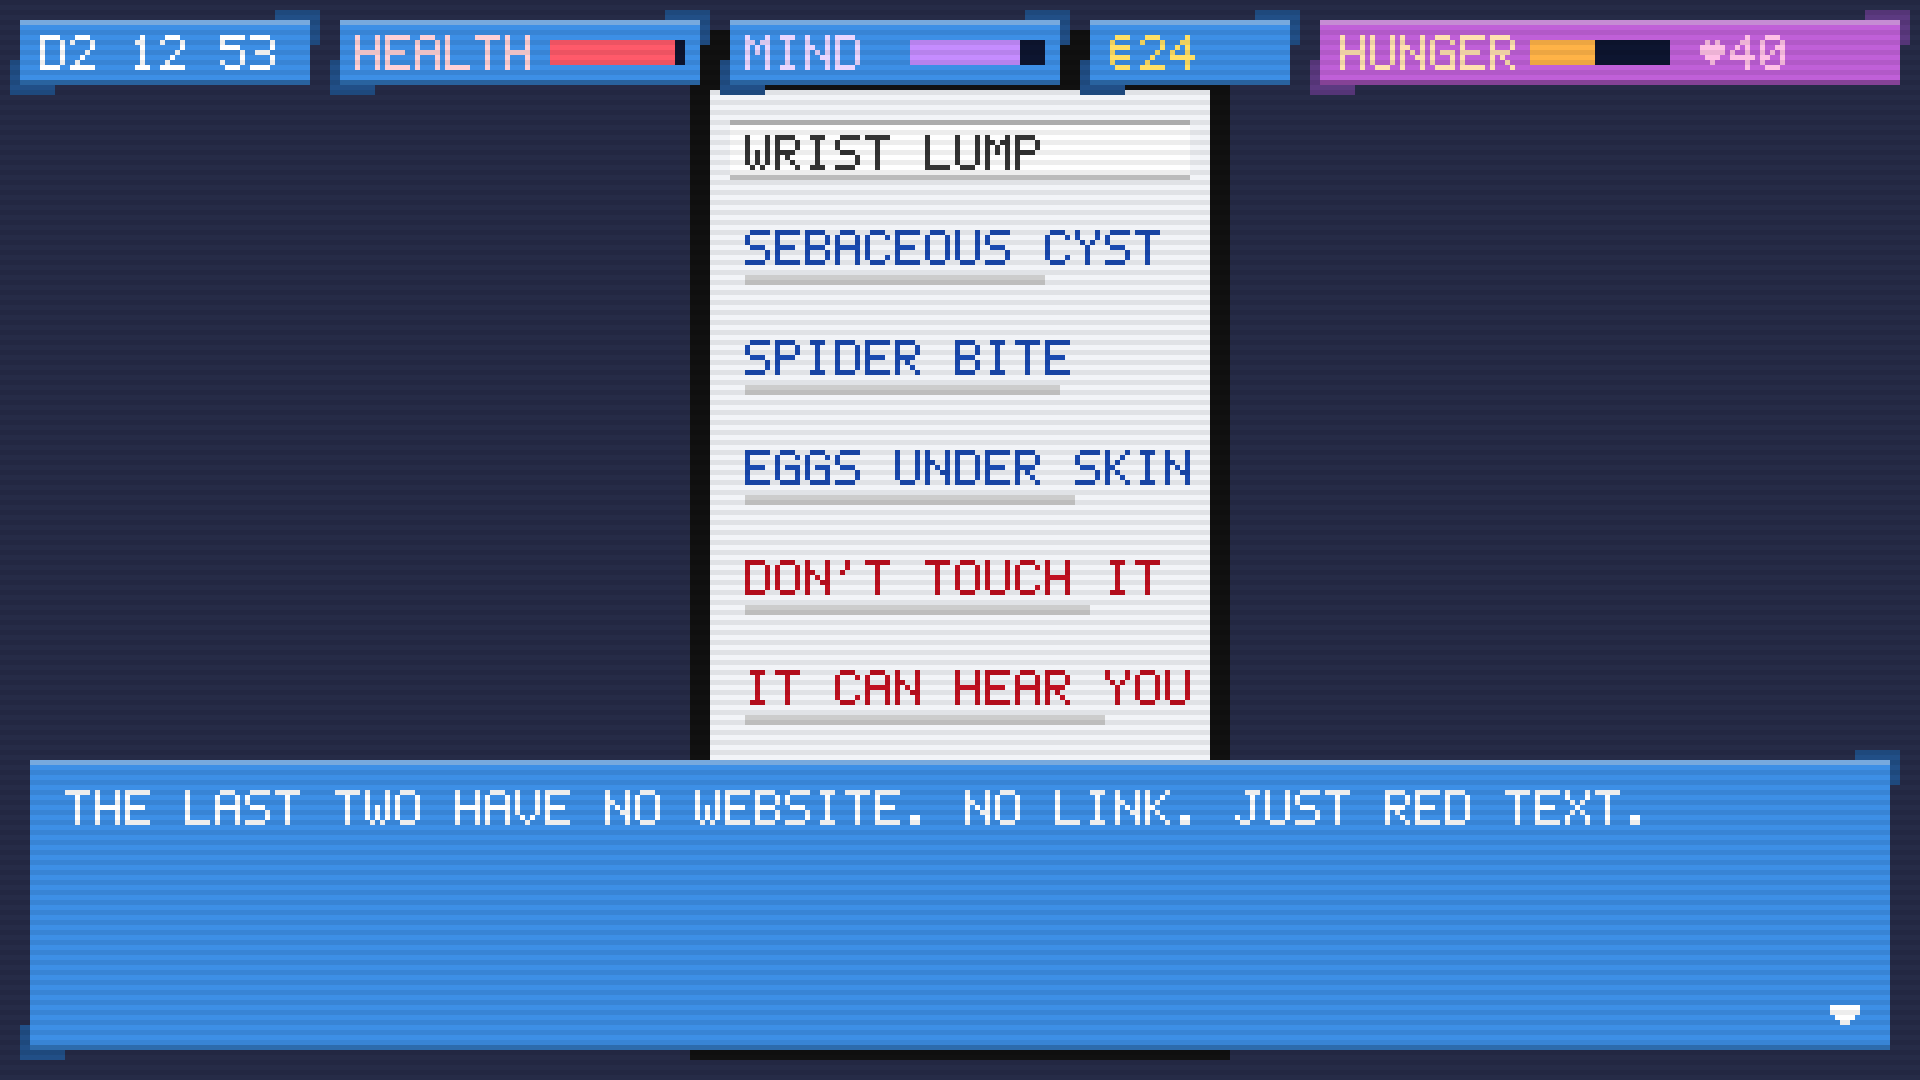 D2 12 53 HEALTH MIND €24 HUNGER ♥40
WRIST LUMP
SEBACEOUS CYST
SPIDER BITE
EGGS UNDER SKIN
DON'T TOUCH IT
IT CAN HEAR YOU
THE LAST TWO HAVE NO WEBSITE. NO LINK. JUST RED TEXT.